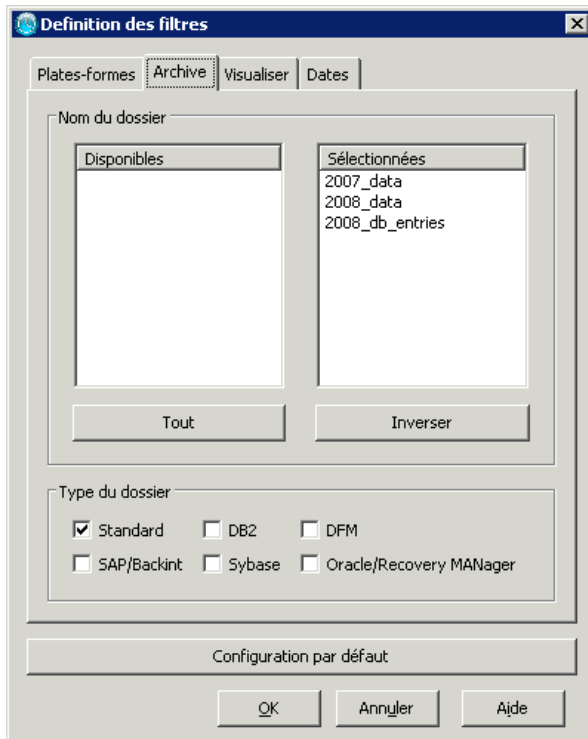 Definition des filtres
Plates-formes Archive Visualiser Dates
Nom du dossier
Disponibles Sélectionnées
2007_data
2008_data
2008_db_entries
Tout Inverser
Type du dossier
Standard DB2 DFM
SAP/Backint Sybase Oracle/Recovery MANager
Configuration par défaut
OK Annuler Aide